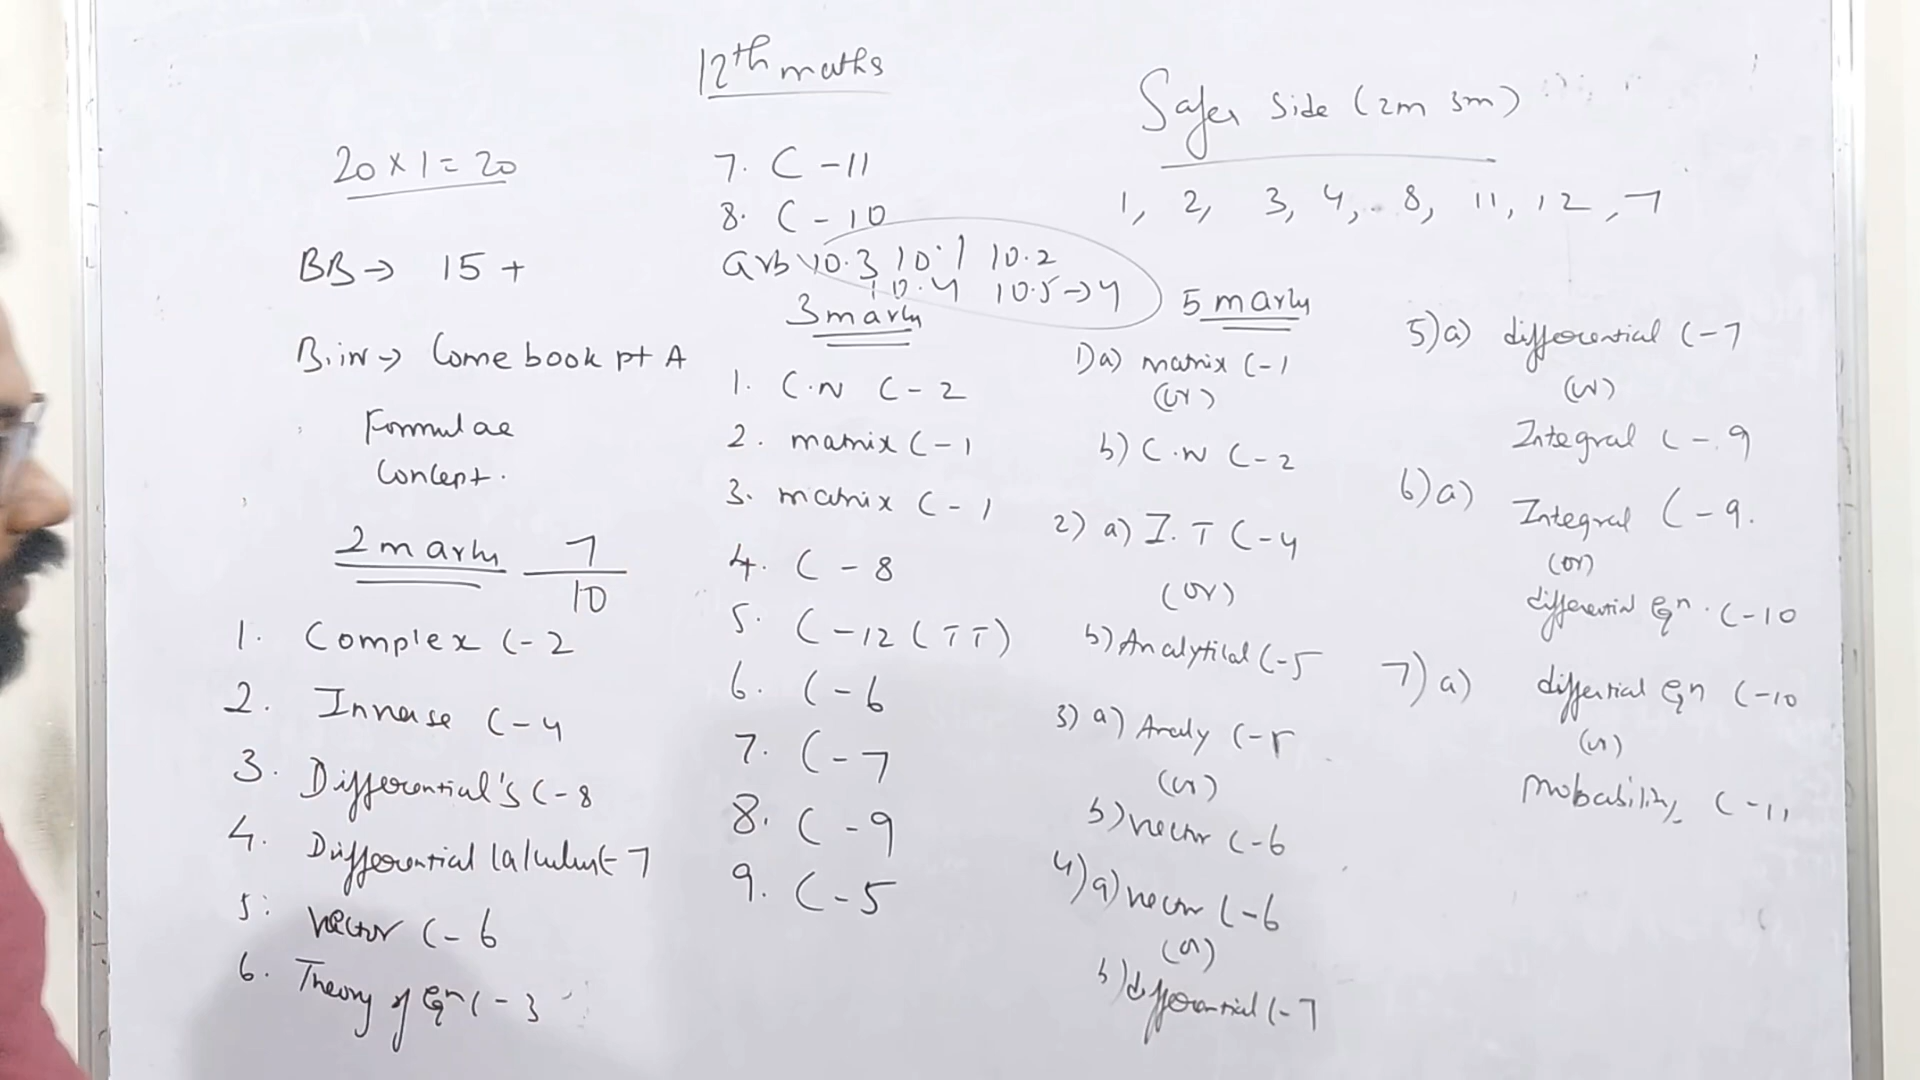 12th maths
20 x 1 = 20
BB → 15 +
B.in → Come book pt A
Formulae
Concept.
2 marks 7/10
1. Complex C-2
2. Inverse C-4
3. Differential's C-8
4. Differential Calculus C-7
5. Vector C-6
6. Theory of Eqn C-3
7. C-11
8. C-10
10.3 10.1 10.2
10.4 10.5 → 4
3 marks
1. C.N C-2
2. matrix C-1
3. matrix C-1
4. C-8
5. C-12 (TT)
6. C-6
7. C-7
8. C-9
9. C-5
Safer Side (2m 3m)
1, 2, 3, 4, 8, 11, 12, 7
5 marks
1) a) matrix C-1
(or)
b) C.N C-2
2) a) I.T C-4
(or)
b) Analytical C-5
3) a) Analy C-5
(or)
b) vector C-6
4) a) vector C-6
(or)
b) differential C-7
5) a) differential C-7
(or)
Integral C-9
6) a) Integral C-9.
(or)
differential Eqn. C-10
7) a) differential Eqn C-10
(or)
Probability C-11